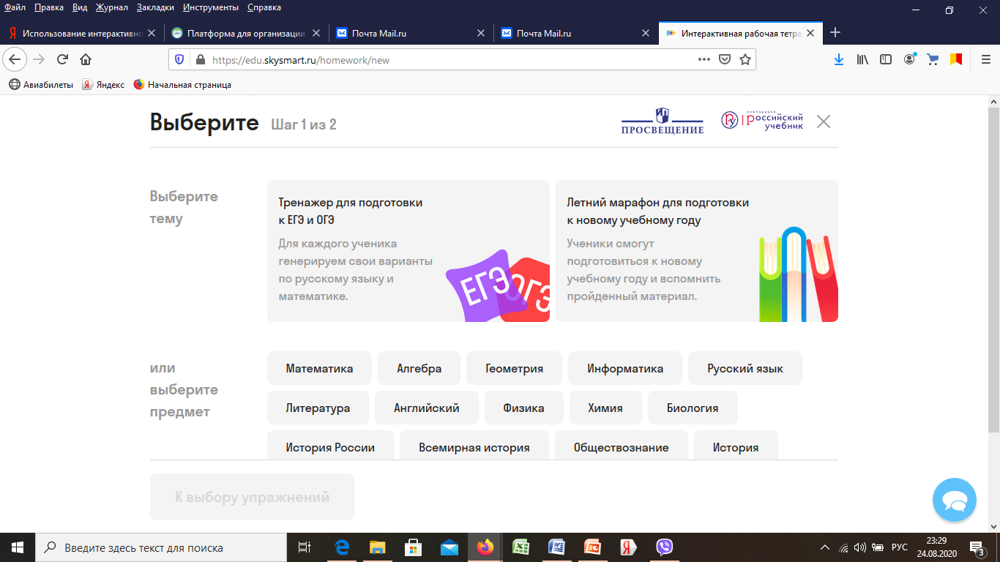 Файл Правка Вид Журнал Закладки Инструменты Справка
Использование интерактивно
Платформа для организации
Почта Mail.ru
Почта Mail.ru
Интерактивная рабочая тетра
https://edu.skysmart.ru/homework/new
Авиабилеты Яндекс Начальная страница
Выберите Шаг 1 из 2
ПРОСВЕЩЕНИЕ
корпорация
российский
учебник
Выберите
тему
Тренажер для подготовки
к ЕГЭ и ОГЭ
Для каждого ученика
генерируем свои варианты
по русскому языку и
математике.
ЕГЭ
ОГЭ
Летний марафон для подготовки
к новому учебному году
Ученики смогут
подготовиться к новому
учебному году и вспомнить
пройденный материал.
или
выберите
предмет
Математика Алгебра Геометрия Информатика Русский язык
Литература Английский Физика Химия Биология
История России Всемирная история Обществознание История
К выбору упражнений
Введите здесь текст для поиска
РУС
23:29
24.08.2020
3